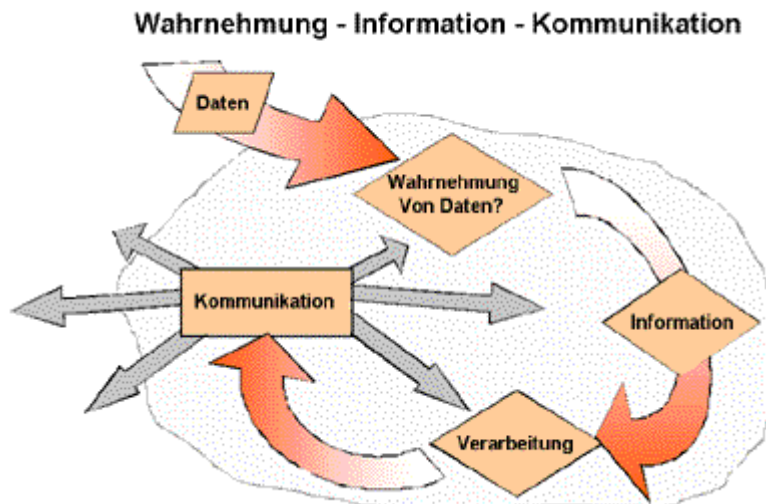 Wahrnehmung - Information - Kommunikation
Daten
Wahrnehmung
Von Daten?
Kommunikation
Information
Verarbeitung